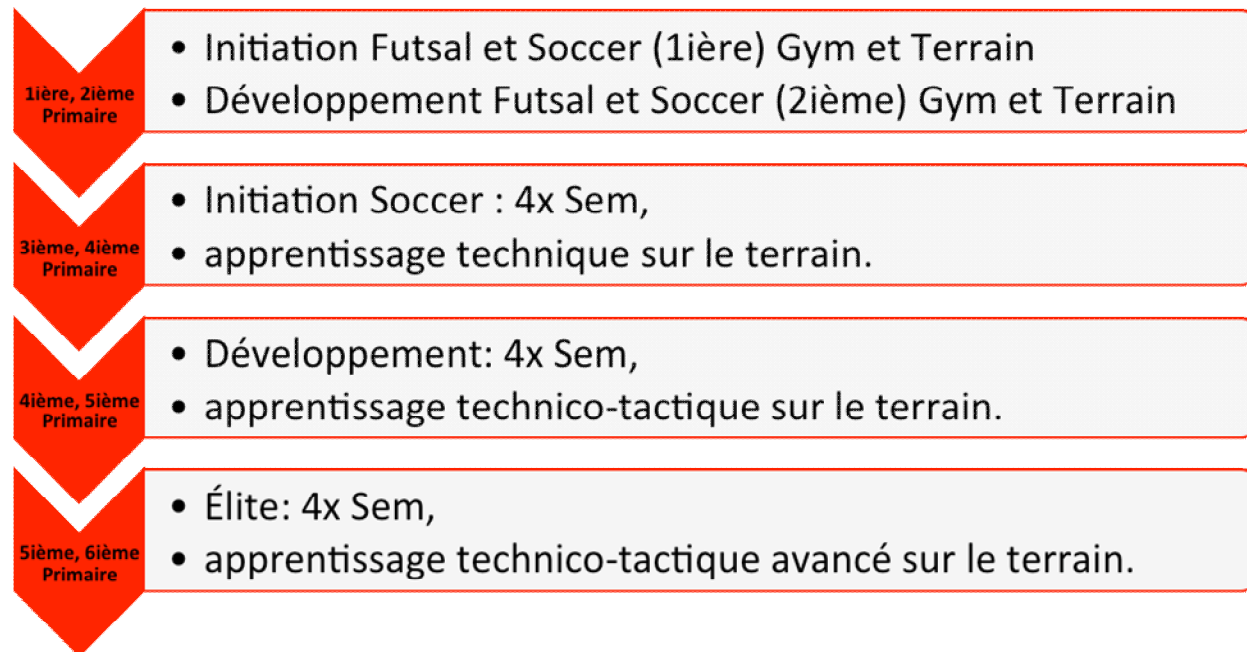 1ière, 2ième
Primaire
• Initiation Futsal et Soccer (1ière) Gym et Terrain
• Développement Futsal et Soccer (2ième) Gym et Terrain
3ième, 4ième
Primaire
• Initiation Soccer : 4x Sem,
• apprentissage technique sur le terrain.
4ième, 5ième
Primaire
• Développement: 4x Sem,
• apprentissage technico-tactique sur le terrain.
5ième, 6ième
Primaire
• Élite: 4x Sem,
• apprentissage technico-tactique avancé sur le terrain.